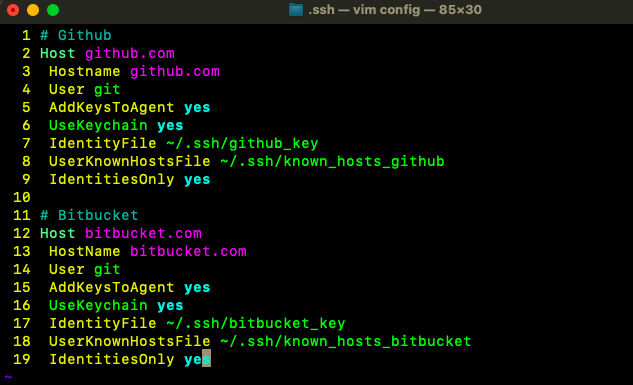 .ssh — vim config — 85×30
1 # Github
2 Host github.com
3  Hostname github.com
4  User git
5  AddKeysToAgent yes
6  UseKeychain yes
7  IdentityFile ~/.ssh/github_key
8  UserKnownHostsFile ~/.ssh/known_hosts_github
9  IdentitiesOnly yes
10
11 # Bitbucket
12 Host bitbucket.com
13  HostName bitbucket.com
14  User git
15  AddKeysToAgent yes
16  UseKeychain yes
17  IdentityFile ~/.ssh/bitbucket_key
18  UserKnownHostsFile ~/.ssh/known_hosts_bitbucket
19  IdentitiesOnly yes
~